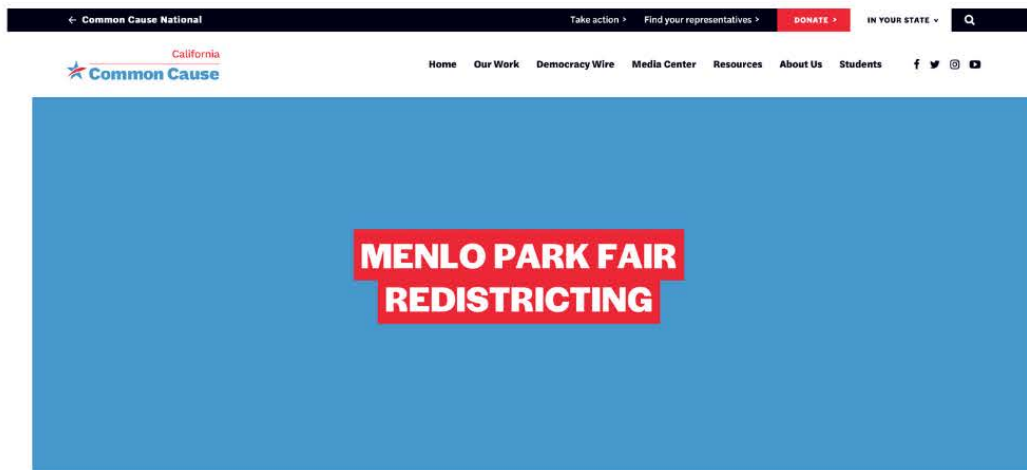 ← Common Cause National
Take action >
Find your representatives >
DONATE >
IN YOUR STATE
California
Common Cause
Home
Our Work
Democracy Wire
Media Center
Resources
About Us
Students
MENLO PARK FAIR
REDISTRICTING